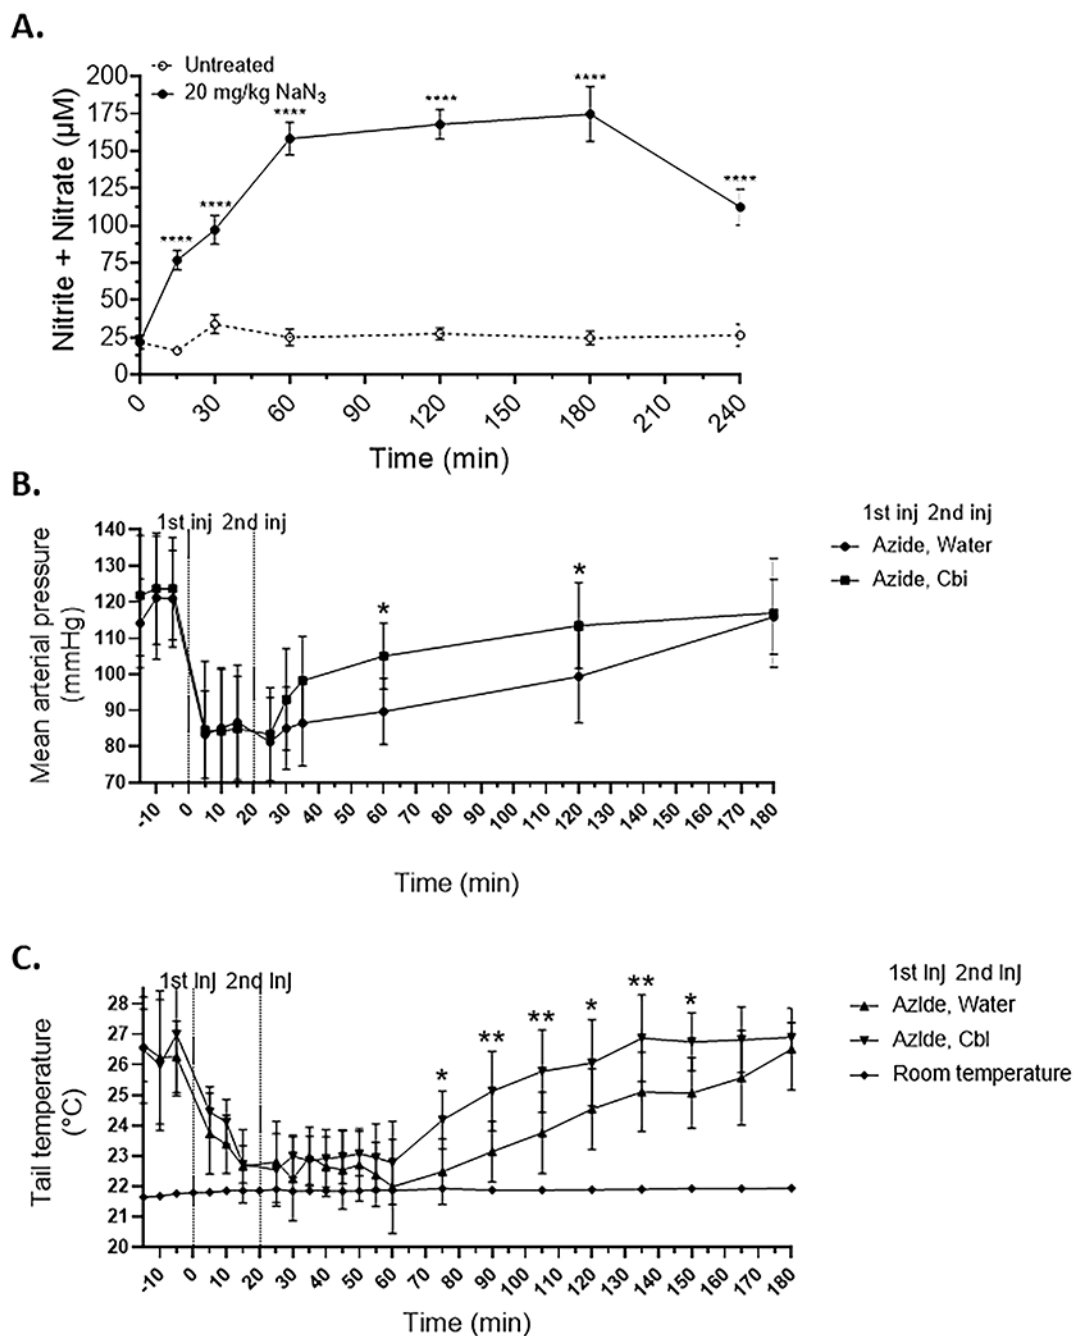 A.
Untreated
20 mg/kg NaN3
Nitrite + Nitrate (µM)
200
175
150
125
100
75
50
25
0
**** **** **** **** **** ****
0 30 60 90 120 150 180 210 240
Time (min)
B.
1st inj 2nd inj
Mean arterial pressure
(mmHg)
140
130
120
110
100
90
80
70
* *
-10 0 10 20 30 40 50 60 70 80 90 100 110 120 130 140 150 160 170 180
Time (min)
1st inj 2nd inj
Azide, Water
Azide, Cbi
C.
1st InJ 2nd InJ
Tail temperature
(°C)
28
27
26
25
24
23
22
21
20
* ** ** * ** *
-10 0 10 20 30 40 50 60 70 80 90 100 110 120 130 140 150 160 170 180
Time (min)
1st InJ 2nd InJ
AzIde, Water
AzIde, CbI
Room temperature